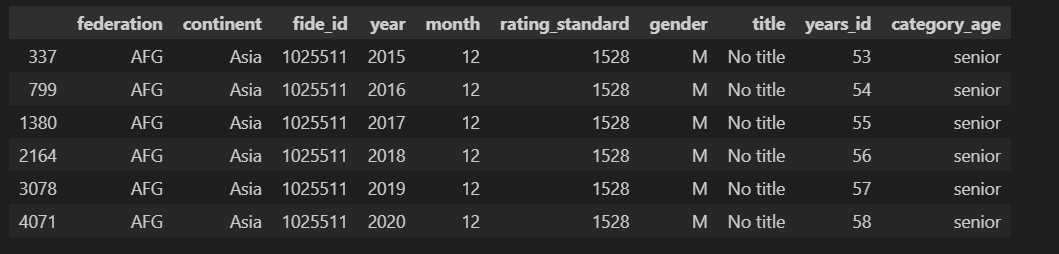 federation continent fide_id year month rating_standard gender title years_id category_age
337 AFG Asia 1025511 2015 12 1528 M No title 53 senior
799 AFG Asia 1025511 2016 12 1528 M No title 54 senior
1380 AFG Asia 1025511 2017 12 1528 M No title 55 senior
2164 AFG Asia 1025511 2018 12 1528 M No title 56 senior
3078 AFG Asia 1025511 2019 12 1528 M No title 57 senior
4071 AFG Asia 1025511 2020 12 1528 M No title 58 senior